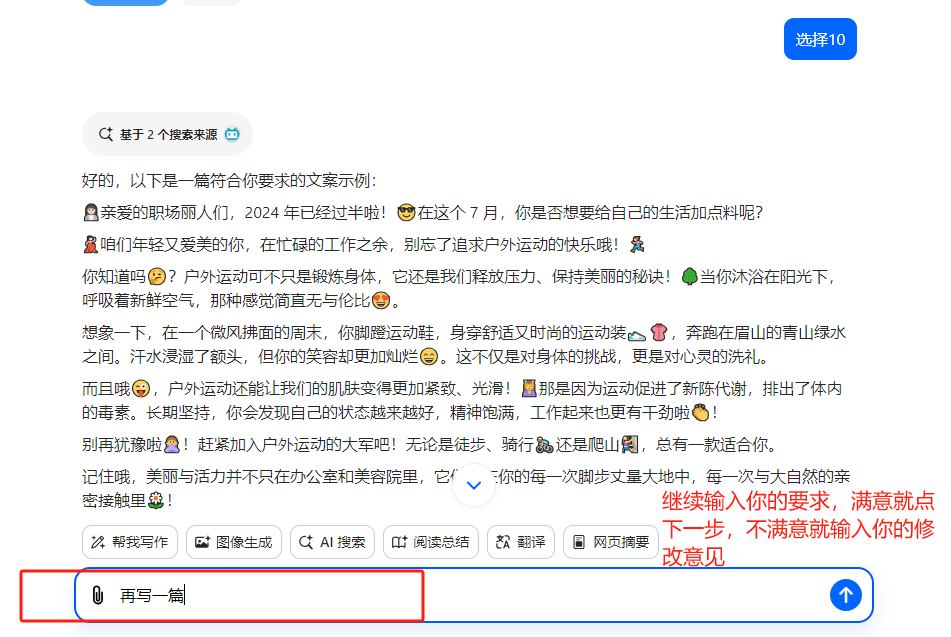 选择10
基于 2 个搜索来源
好的，以下是一篇符合你要求的文案示例：
👩🏻‍💼亲爱的职场丽人们，2024 年已经过半啦！😎在这个 7 月，你是否想要给自己的生活加点料呢？
💃咱们年轻又爱美的你，在忙碌的工作之余，别忘了追求户外运动的快乐哦！🏃
你知道吗🤔？户外运动可不只是锻炼身体，它还是我们释放压力、保持美丽的秘诀！🌳当你沐浴在阳光下，
呼吸着新鲜空气，那种感觉简直无与伦比😍。
想象一下，在一个微风拂面的周末，你脚蹬运动鞋，身穿舒适又时尚的运动装👟👚，奔跑在眉山的青山绿水
之间。汗水浸湿了额头，但你的笑容却更加灿烂😄。这不仅是对身体的挑战，更是对心灵的洗礼。
而且哦😜，户外运动还能让我们的肌肤变得更加紧致、光滑！💆那是因为运动促进了新陈代谢，排出了体内
的毒素。长期坚持，你会发现自己的状态越来越好，精神饱满，工作起来也更有干劲啦👏！
别再犹豫啦🙅！赶紧加入户外运动的大军吧！无论是徒步、骑行🚴还是爬山🧗，总有一款适合你。
记住哦，美丽与活力并不只在办公室和美容院里，它 在你的每一次脚步丈量大地中，每一次与大自然的亲
密接触里🌷！
继续输入你的要求，满意就点
下一步，不满意就输入你的修
改意见
帮我写作 图像生成 AI 搜索 阅读总结 翻译 网页摘要
再写一篇